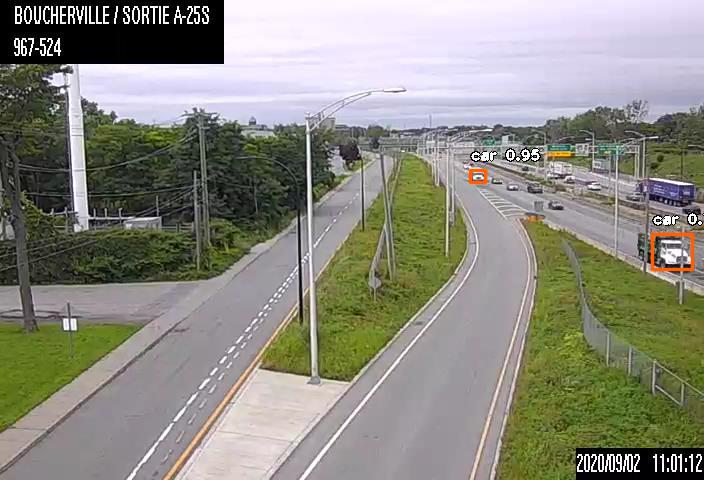 BOUCHERVILLE / SORTIE A-25S
967-524
car 0.95
car 0.
2020/09/02 11:01:12